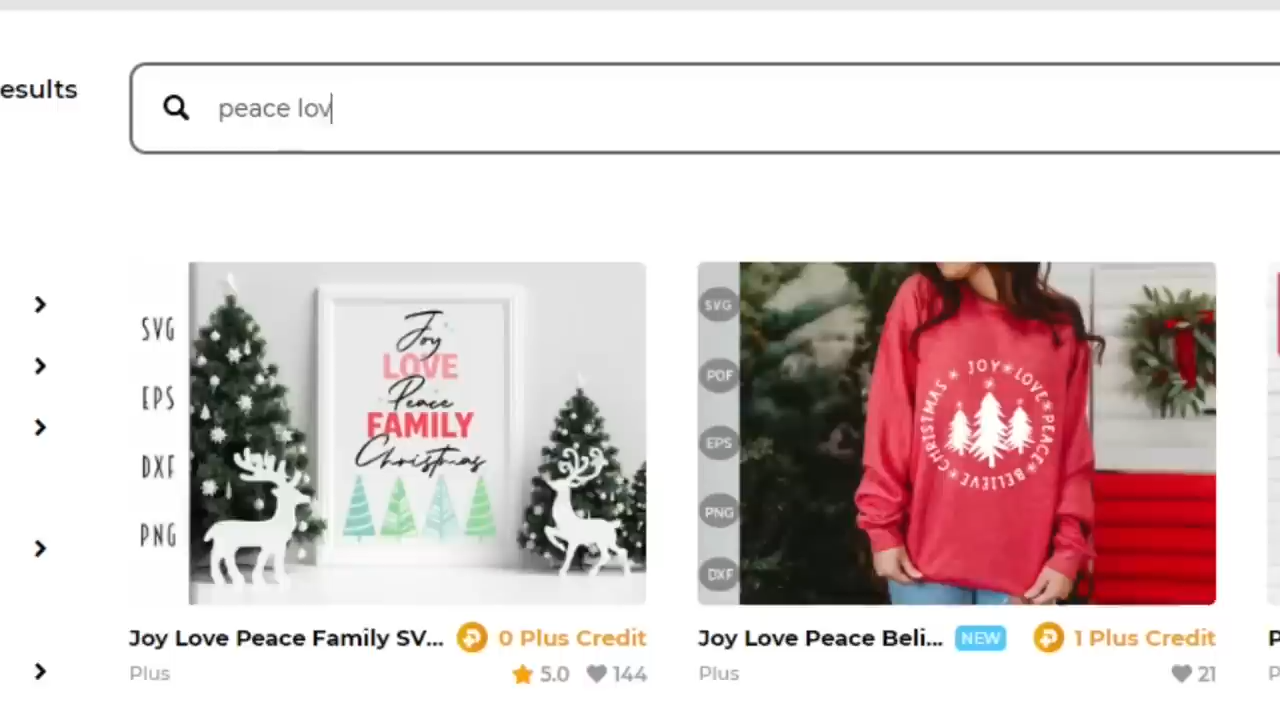 esults
peace lov
SVG
EPS
DXF
PNG
Joy
LOVE
Peace
FAMILY
Christmas
SVG
PDF
EPS
PNG
DXF
JOY * LOVE * PEACE * BELIEVE * CHRISTMAS *
Joy Love Peace Family SV...
0 Plus Credit
Joy Love Peace Beli...
NEW
1 Plus Credit
P
Plus
5.0
144
Plus
21
P